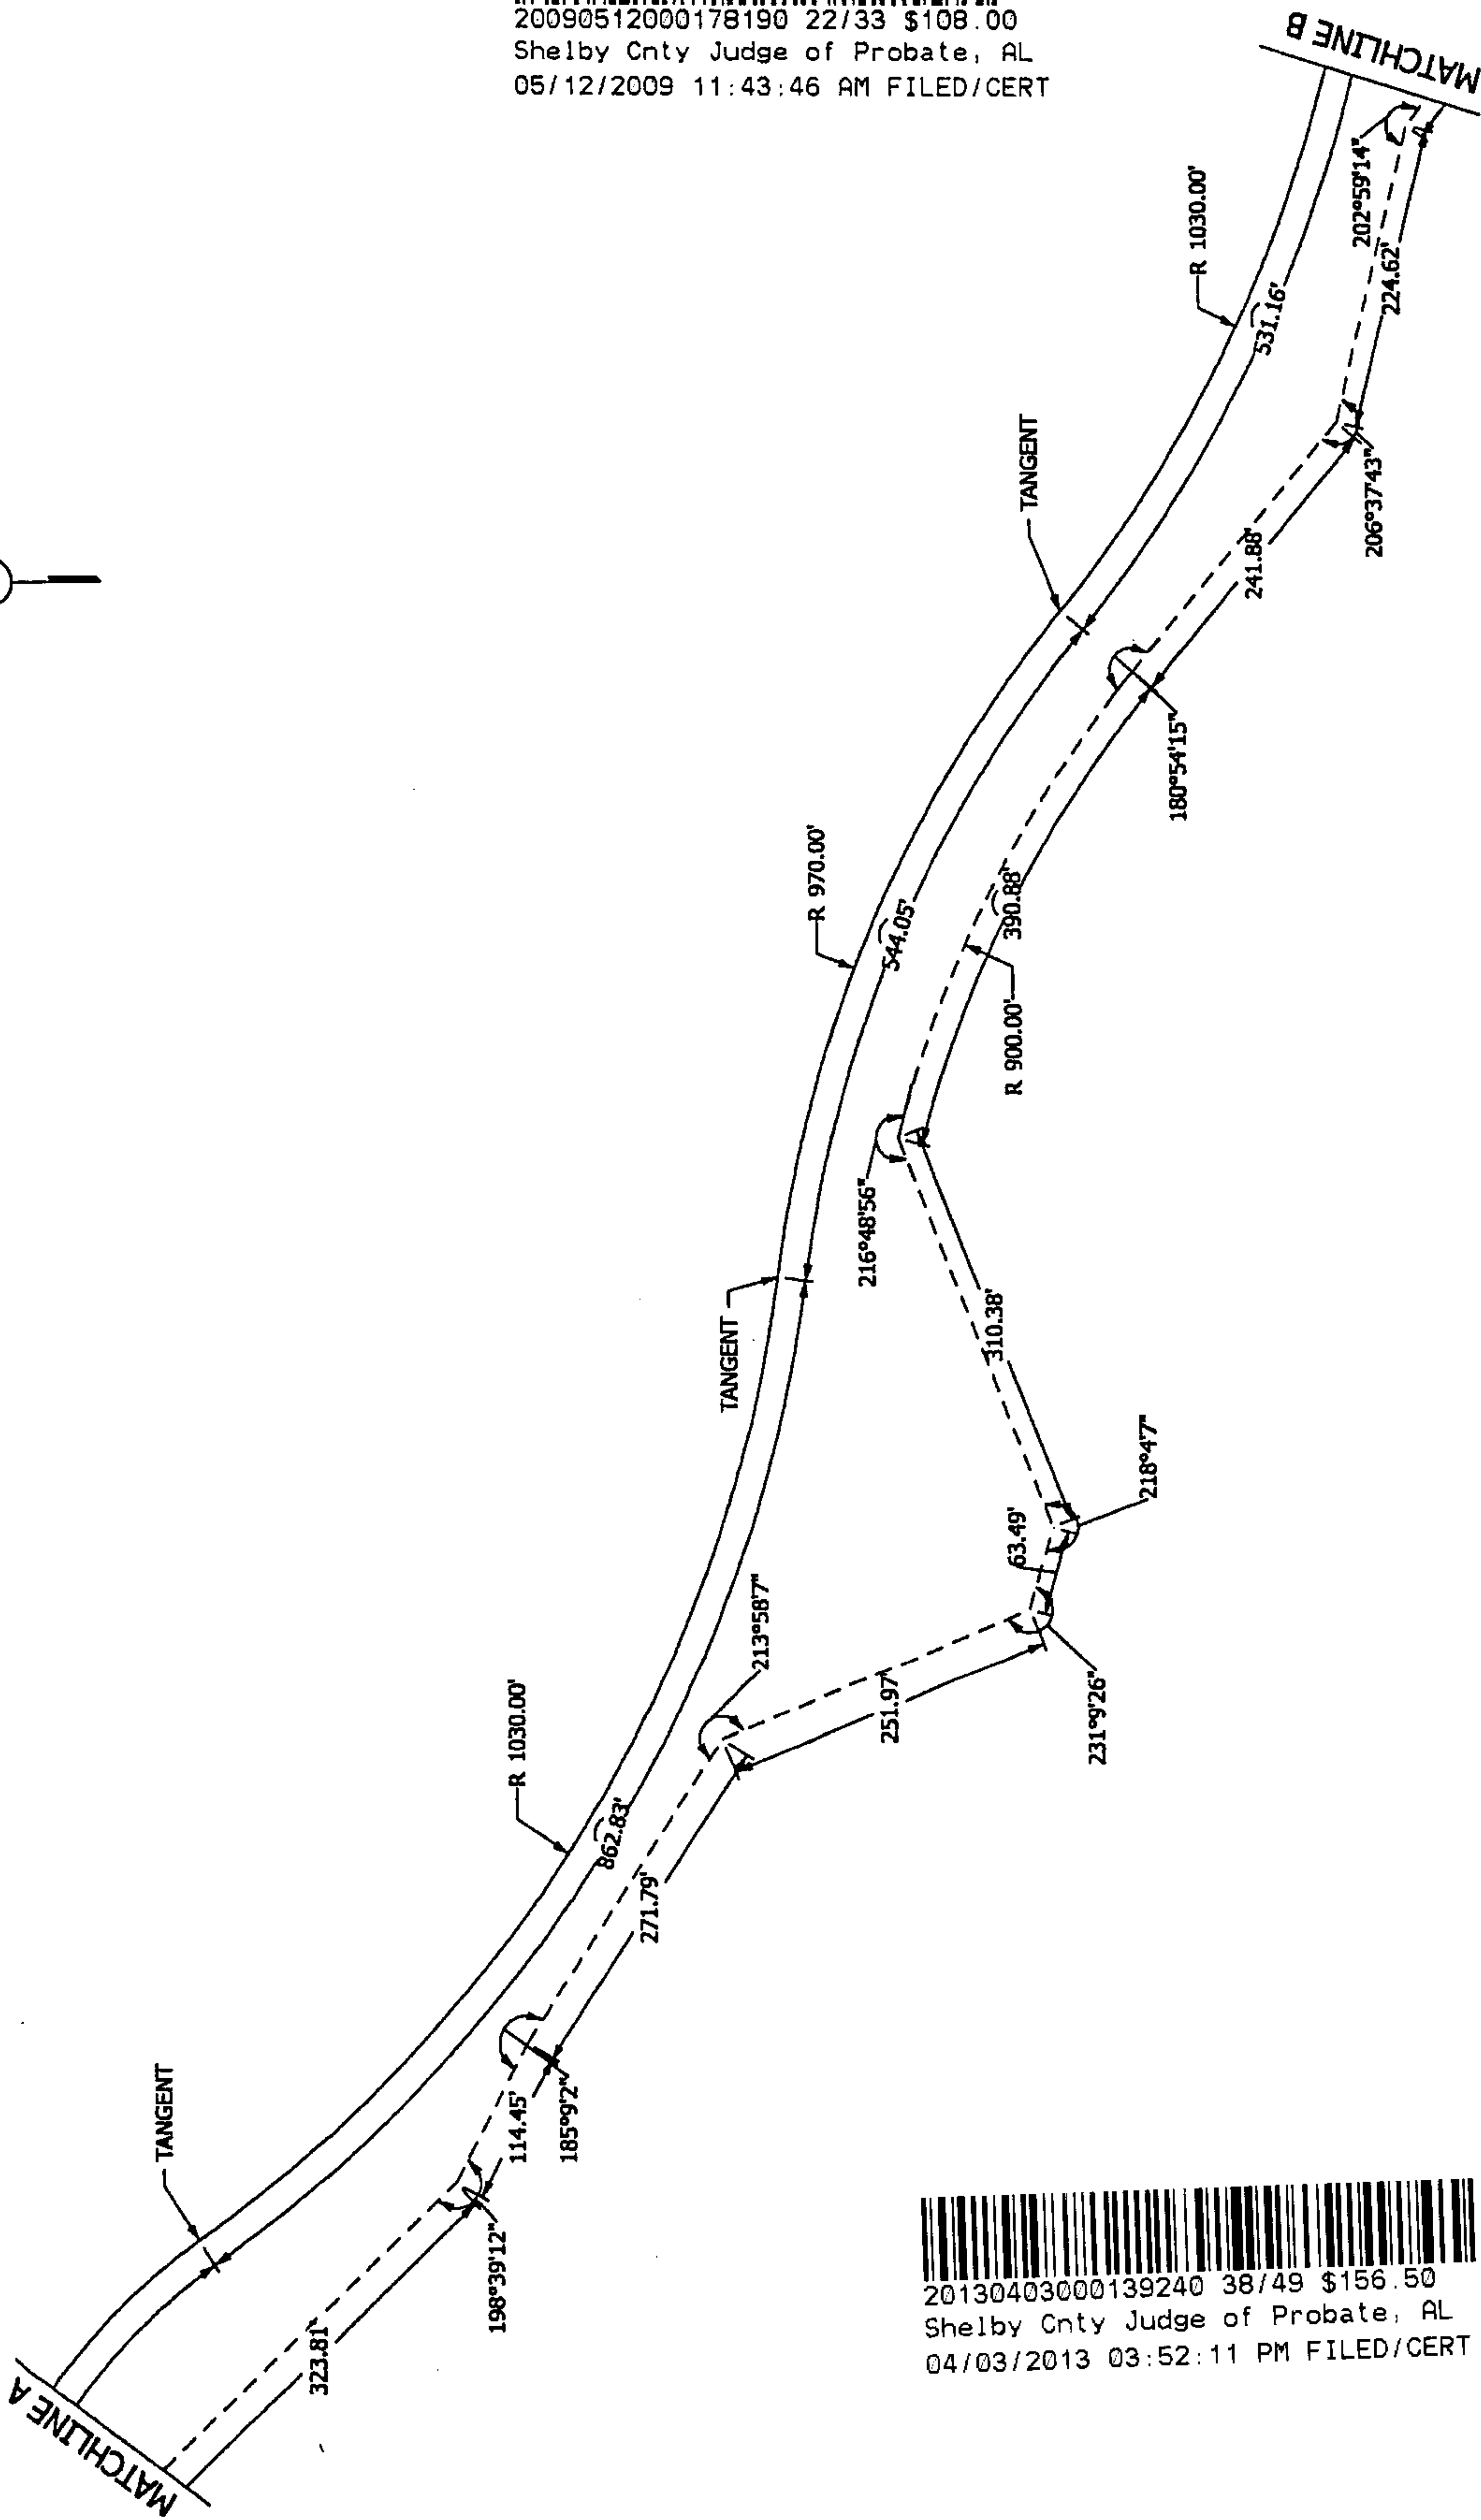 20090512000178190 22/33 $108.00
Shelby Cnty Judge of Probate, AL
05/12/2009 11:43:46 AM FILED/CERT
MATCHLINE B
202°59'14"
R 1030.00'
224.62'
531.16'
TANGENT
206°37'43"
241.88'
180°54'15"
R 970.00'
390.88'
544.05'
R 900.00'
216°48'56"
TANGENT
310.38'
218°4'7"
63.49'
213°58'7"
251.97'
231°9'26"
R 1030.00'
862.83'
271.79'
TANGENT
114.45'
185°9'2"
198°39'12"
323.81'
MATCHLINE A
20130403000139240 38/49 $156.50
Shelby Cnty Judge of Probate, AL
04/03/2013 03:52:11 PM FILED/CERT